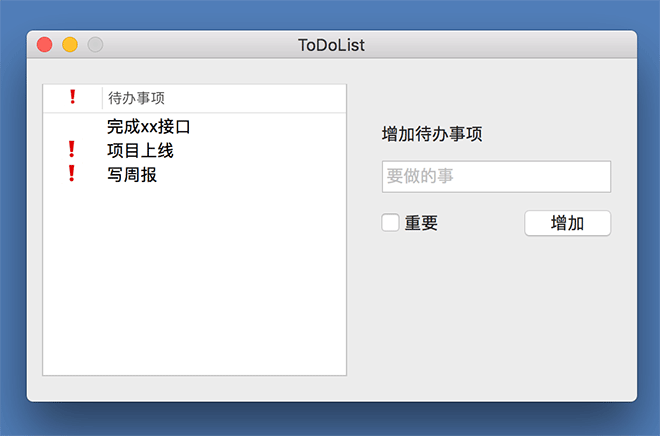 ToDoList
待办事项
完成xx接口
项目上线
写周报
增加待办事项
要做的事
重要
增加